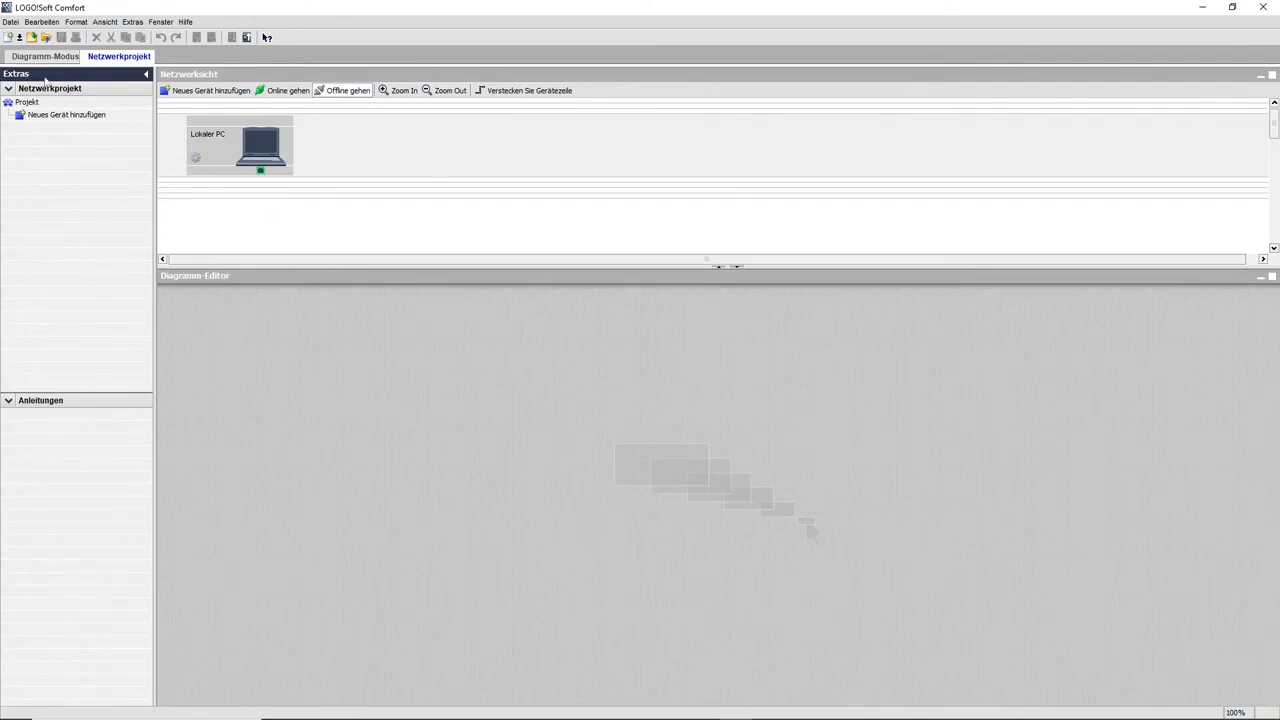 LOGO!Soft Comfort
Datei Bearbeiten Format Ansicht Extras Fenster Hilfe
Diagramm-Modus Netzwerkprojekt
Extras
Netzwerkprojekt
Projekt
Neues Gerät hinzufügen
Netzwerksicht
Neues Gerät hinzufügen Online gehen Offline gehen Zoom In Zoom Out Verstecken Sie Gerätezeile
Lokaler PC
Diagramm-Editor
Anleitungen
100%